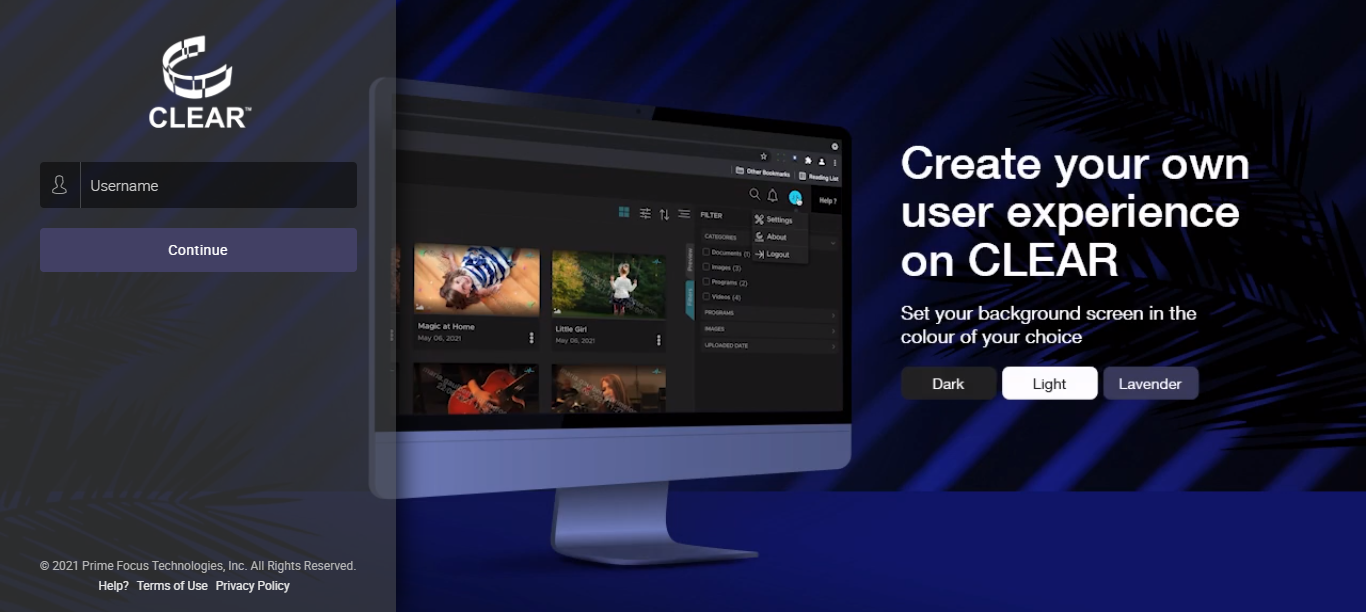 CLEAR™
Username
Continue
© 2021 Prime Focus Technologies, Inc. All Rights Reserved.
Help? Terms of Use Privacy Policy
Other Bookmarks Reading List
Help ?
FILTER
Settings
CATEGORIES
About
Documents (1)
Logout
Images (3)
Programs (2)
Videos (4)
PROGRAMS
IMAGES
UPLOADED DATE
Preview
Filters
Magic at Home
May 06, 2021
Little Girl
May 06, 2021
Create your own
user experience
on CLEAR
Set your background screen in the
colour of your choice
Dark Light Lavender